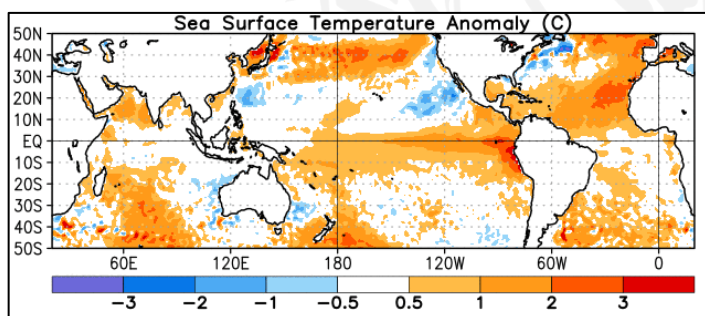 Sea Surface Temperature Anomaly (C)
50N
40N
30N
20N
10N
EQ
10S
20S
30S
40S
50S
60E 120E 180 120W 60W 0
-3 -2 -1 -0.5 0.5 1 2 3